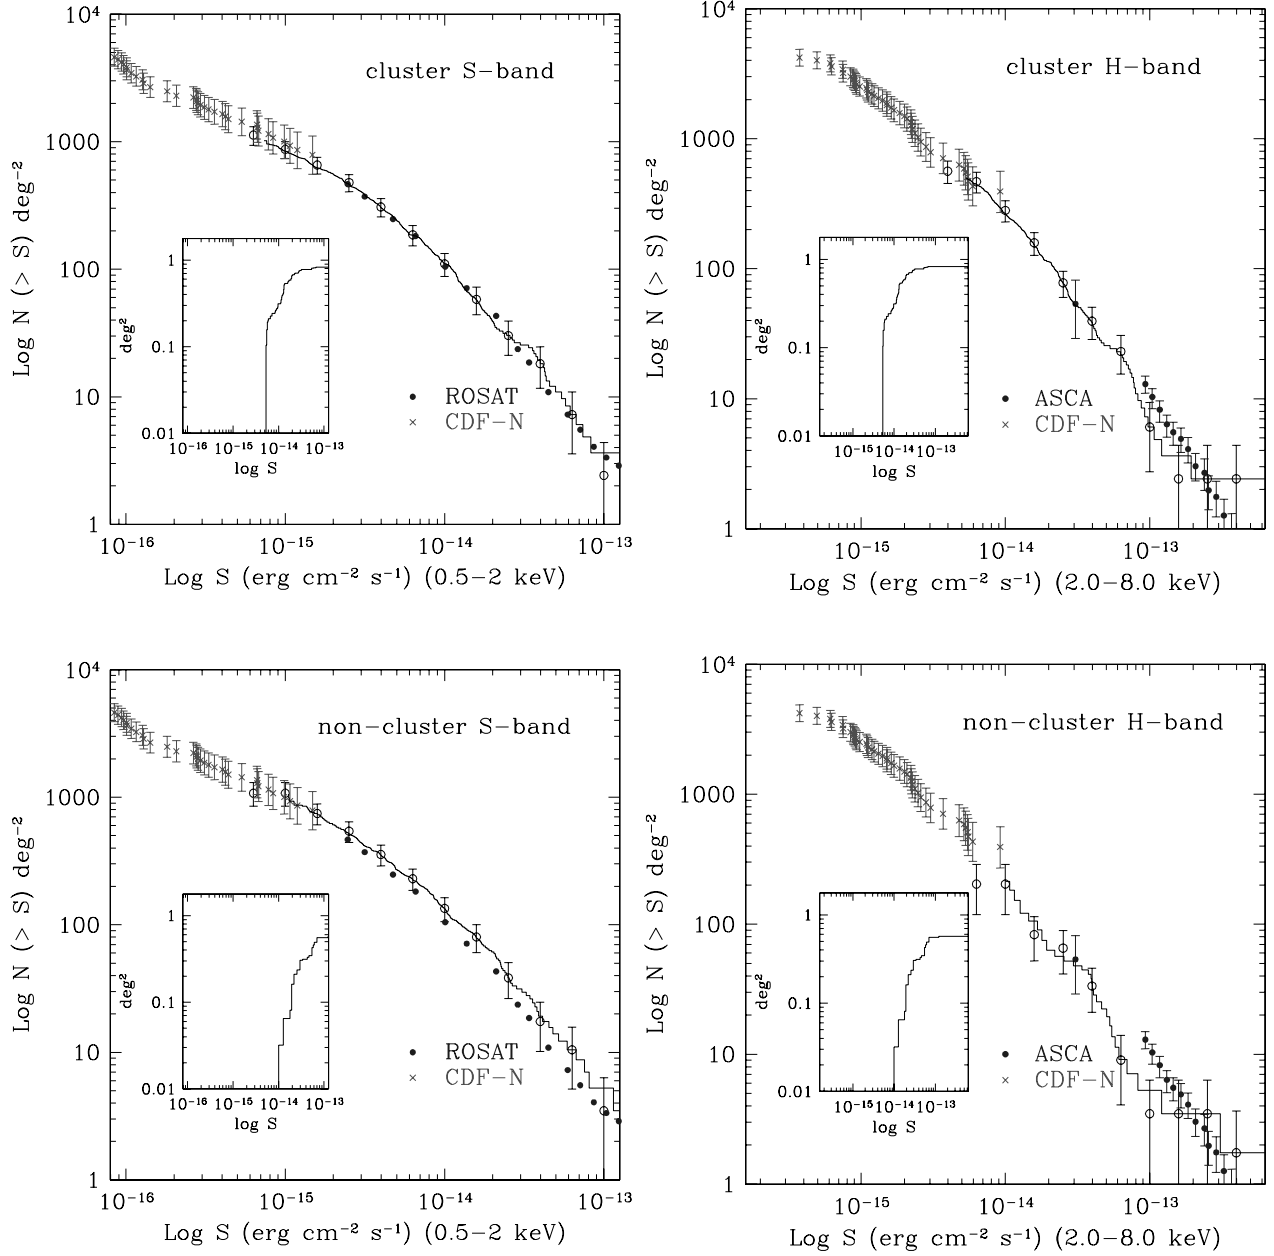 cluster S-band
10⁴
1000
100
10
1
Log N (> S) deg⁻²
10⁻¹⁶ 10⁻¹⁵ 10⁻¹⁴ 10⁻¹³
Log S (erg cm⁻² s⁻¹) (0.5-2 keV)
ROSAT
CDF-N
1
0.1
0.01
deg²
10⁻¹⁶ 10⁻¹⁵ 10⁻¹⁴ 10⁻¹³
log S
cluster H-band
10⁴
1000
100
10
1
Log N (> S) deg⁻²
10⁻¹⁵ 10⁻¹⁴ 10⁻¹³
Log S (erg cm⁻² s⁻¹) (2.0-8.0 keV)
ASCA
CDF-N
1
0.1
0.01
deg²
10⁻¹⁵ 10⁻¹⁴ 10⁻¹³
log S
non-cluster S-band
10⁴
1000
100
10
1
Log N (> S) deg⁻²
10⁻¹⁶ 10⁻¹⁵ 10⁻¹⁴ 10⁻¹³
Log S (erg cm⁻² s⁻¹) (0.5-2 keV)
ROSAT
CDF-N
1
0.1
0.01
deg²
10⁻¹⁶ 10⁻¹⁵ 10⁻¹⁴ 10⁻¹³
log S
non-cluster H-band
10⁴
1000
100
10
1
Log N (> S) deg⁻²
10⁻¹⁵ 10⁻¹⁴ 10⁻¹³
Log S (erg cm⁻² s⁻¹) (2.0-8.0 keV)
ASCA
CDF-N
1
0.1
0.01
deg²
10⁻¹⁵ 10⁻¹⁴ 10⁻¹³
log S